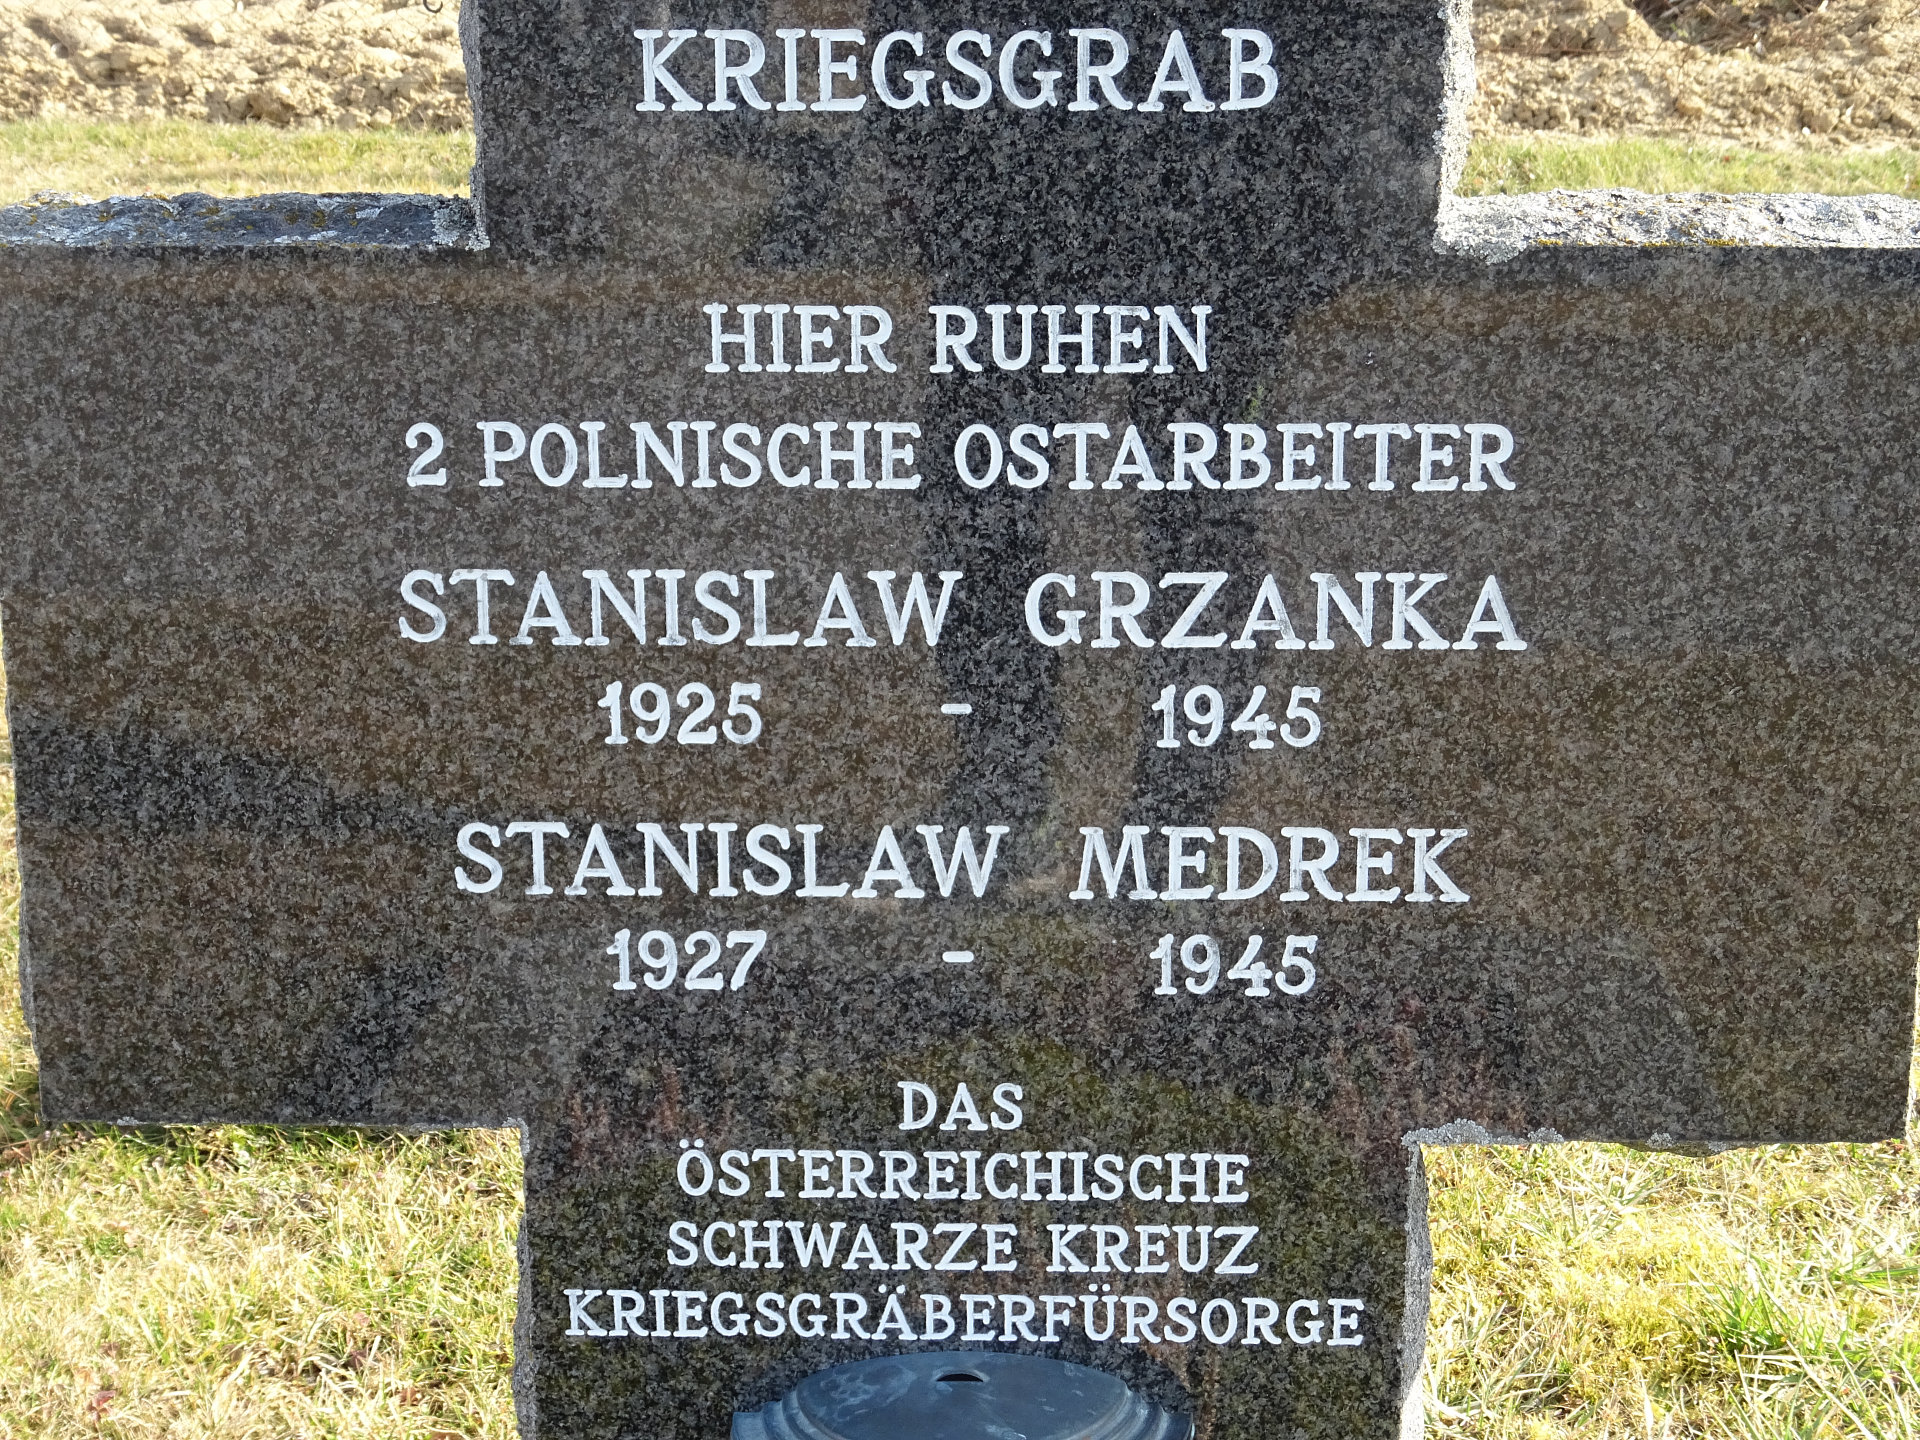 KRIEGSGRAB
HIER RUHEN
2 POLNISCHE OSTARBEITER
STANISLAW GRZANKA
1925 - 1945
STANISLAW MEDREK
1927 - 1945
DAS
ÖSTERREICHISCHE
SCHWARZE KREUZ
KRIEGSGRÄBERFÜRSORGE